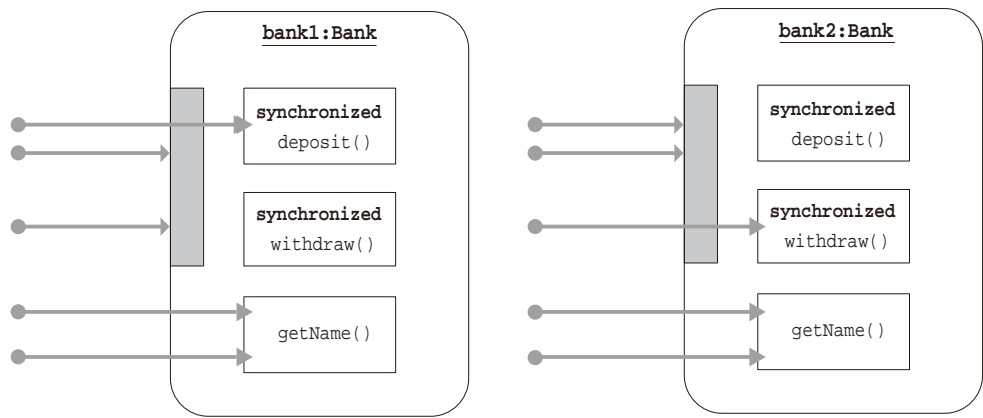 bank1:Bank
synchronized
deposit()
synchronized
withdraw()
getName()
bank2:Bank
synchronized
deposit()
synchronized
withdraw()
getName()